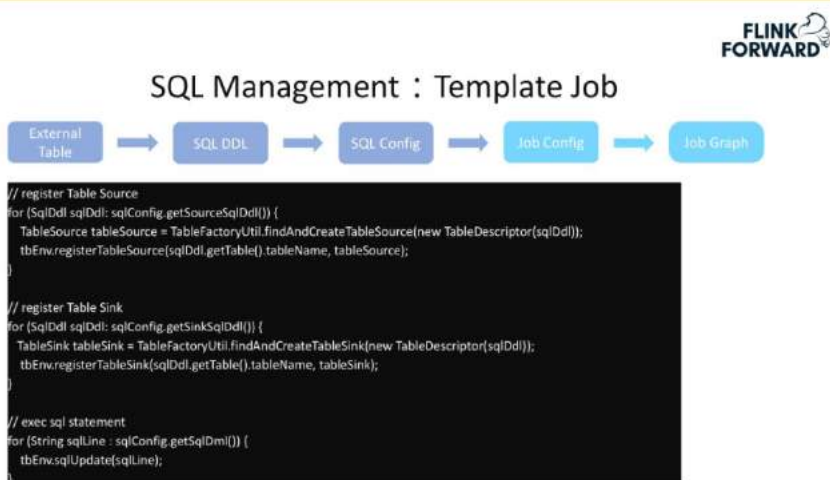 FLINK
FORWARD
SQL Management：Template Job
External
Table
SQL DDL
SQL Config
Job Config
Job Graph
// register Table Source
for (SqlDdl sqlDdl: sqlConfig.getSourceSqlDdl()) {
TableSource tableSource = TableFactoryUtil.findAndCreateTableSource(new TableDescriptor(sqlDdl));
tbEnv.registerTableSource(sqlDdl.getTable().tableName, tableSource);
}
// register Table Sink
for (SqlDdl sqlDdl: sqlConfig.getSinkSqlDdl()) {
TableSink tableSink = TableFactoryUtil.findAndCreateTableSink(new TableDescriptor(sqlDdl));
tbEnv.registerTableSink(sqlDdl.getTable().tableName, tableSink);
}
// exec sql statement
for (String sqlLine : sqlConfig.getSqlDml()) {
tbEnv.sqlUpdate(sqlLine);
}